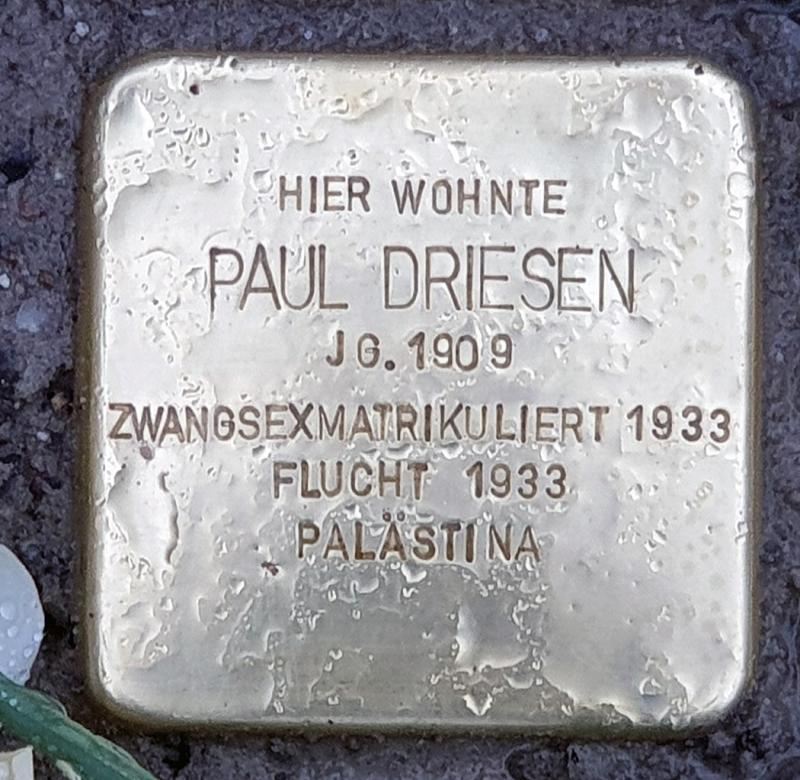 HIER WOHNTE
PAUL DRIESEN
JG. 1909
ZWANGSEXMATRIKULIERT 1933
FLUCHT 1933
PALÄSTINA